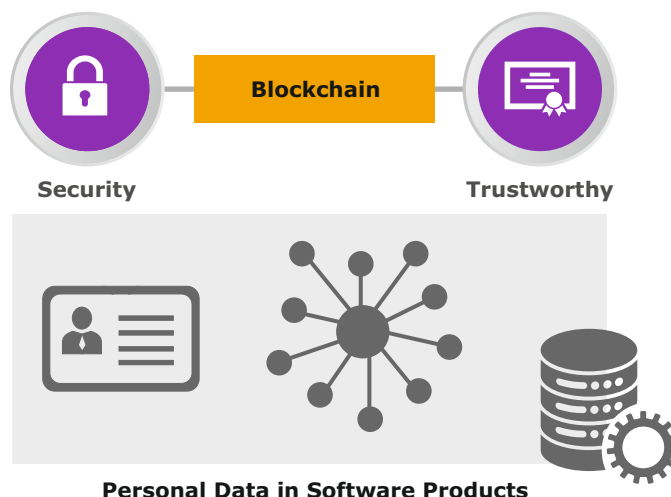 Blockchain
Security
Trustworthy
Personal Data in Software Products